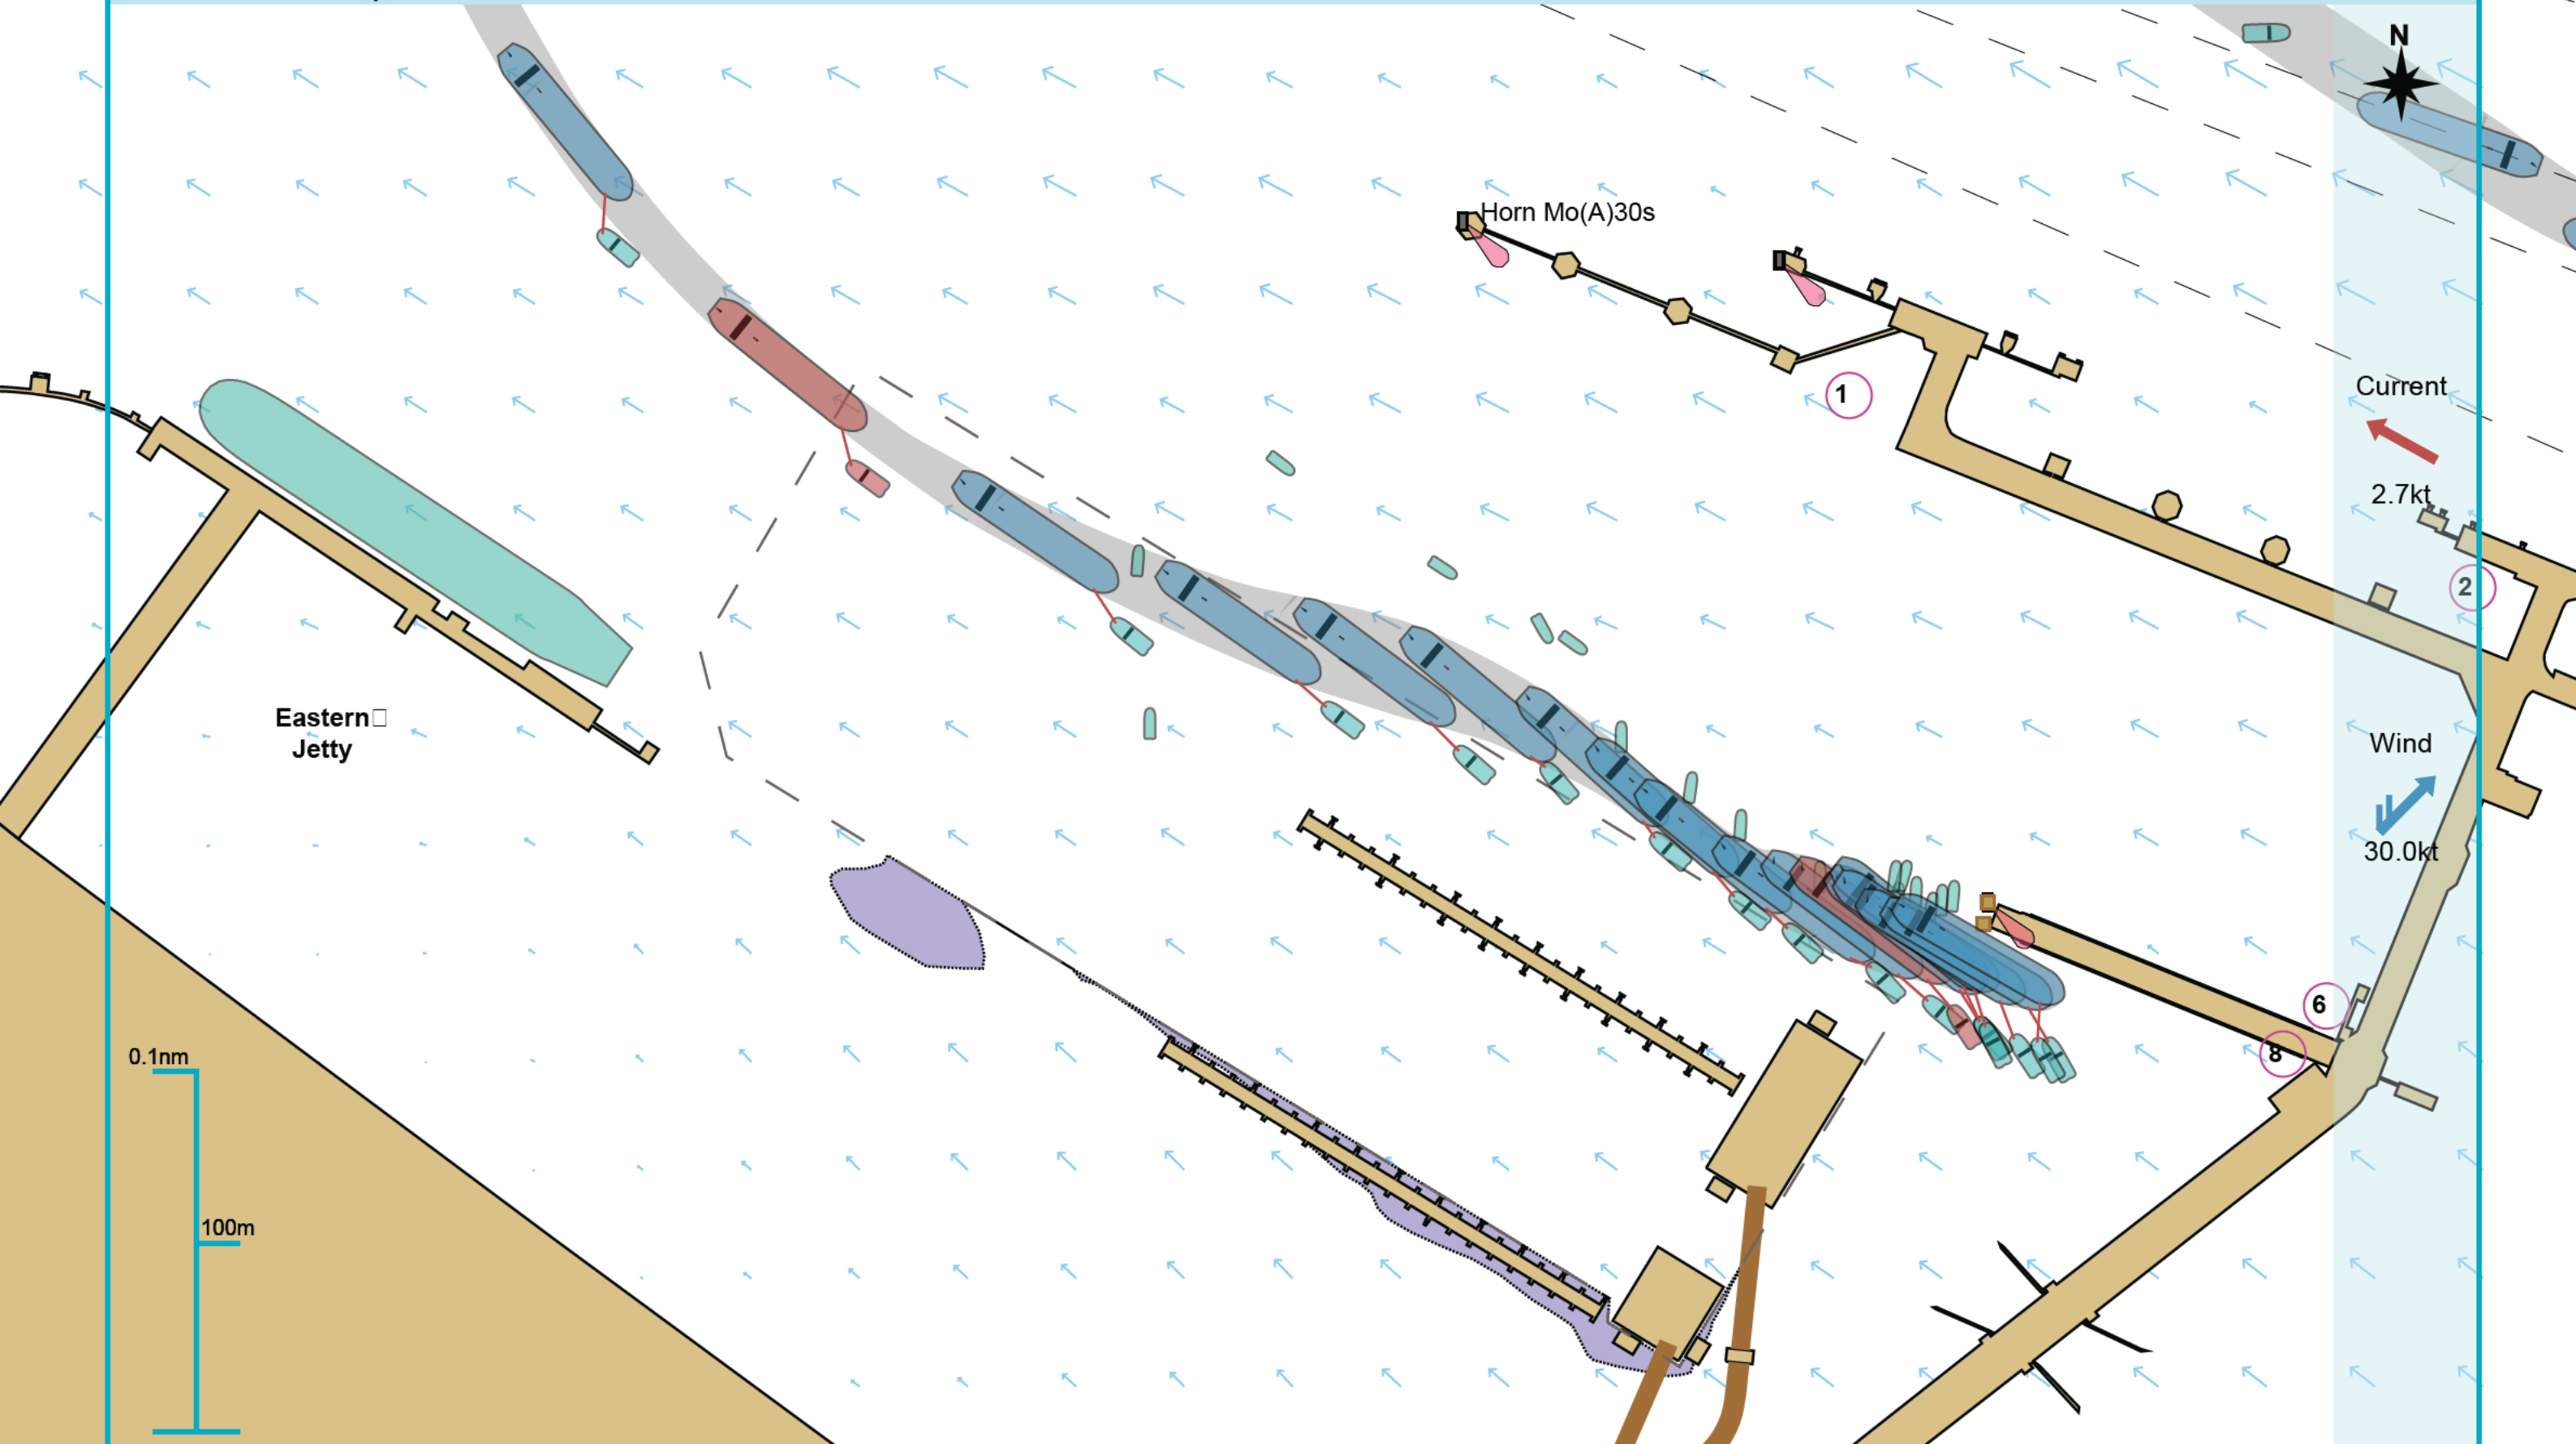 N
Horn Mo(A)30s
Current
1
2.7kt
2
Eastern
Jetty
Wind
30.0kt
6
8
0.1nm
100m